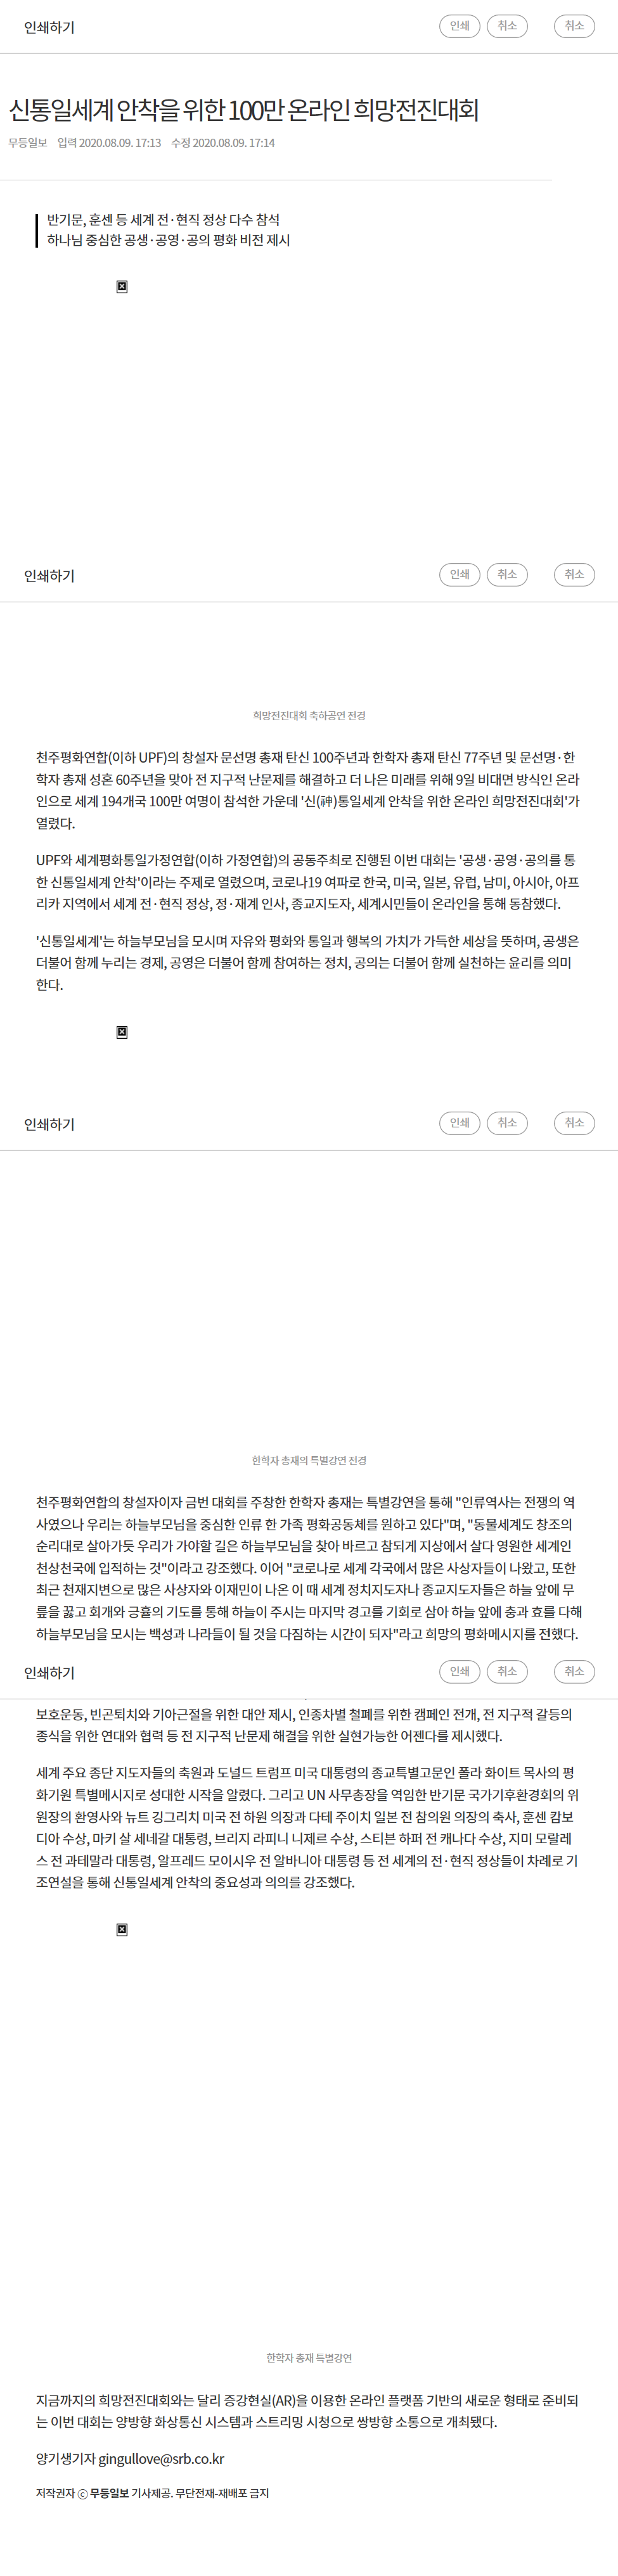 인쇄하기
인쇄 취소 취소
신통일세계 안착을 위한 100만 온라인 희망전진대회
무등일보 입력 2020.08.09. 17:13 수정 2020.08.09. 17:14
반기문, 훈센 등 세계 전·현직 정상 다수 참석
하나님 중심한 공생·공영·공의 평화 비전 제시
인쇄하기
인쇄 취소 취소
희망전진대회 축하공연 전경
천주평화연합(이하 UPF)의 창설자 문선명 총재 탄신 100주년과 한학자 총재 탄신 77주년 및 문선명·한
학자 총재 성혼 60주년을 맞아 전 지구적 난문제를 해결하고 더 나은 미래를 위해 9일 비대면 방식인 온라
인으로 세계 194개국 100만 여명이 참석한 가운데 '신(神)통일세계 안착을 위한 온라인 희망전진대회'가
열렸다.
UPF와 세계평화통일가정연합(이하 가정연합)의 공동주최로 진행된 이번 대회는 '공생·공영·공의를 통
한 신통일세계 안착'이라는 주제로 열렸으며, 코로나19 여파로 한국, 미국, 일본, 유럽, 남미, 아시아, 아프
리카 지역에서 세계 전·현직 정상, 정·재계 인사, 종교지도자, 세계시민들이 온라인을 통해 동참했다.
'신통일세계'는 하늘부모님을 모시며 자유와 평화와 통일과 행복의 가치가 가득한 세상을 뜻하며, 공생은
더불어 함께 누리는 경제, 공영은 더불어 함께 참여하는 정치, 공의는 더불어 함께 실천하는 윤리를 의미
한다.
인쇄하기
인쇄 취소 취소
한학자 총재의 특별강연 전경
천주평화연합의 창설자이자 금번 대회를 주창한 한학자 총재는 특별강연을 통해 "인류역사는 전쟁의 역
사였으나 우리는 하늘부모님을 중심한 인류 한 가족 평화공동체를 원하고 있다"며, "동물세계도 창조의
순리대로 살아가듯 우리가 가야할 길은 하늘부모님을 찾아 바르고 참되게 지상에서 살다 영원한 세계인
천상천국에 입적하는 것"이라고 강조했다. 이어 "코로나로 세계 각국에서 많은 사상자들이 나왔고, 또한
최근 천재지변으로 많은 사상자와 이재민이 나온 이 때 세계 정치지도자나 종교지도자들은 하늘 앞에 무
릎을 꿇고 회개와 긍휼의 기도를 통해 하늘이 주시는 마지막 경고를 기회로 삼아 하늘 앞에 충과 효를 다해
하늘부모님을 모시는 백성과 나라들이 될 것을 다짐하는 시간이 되자"라고 희망의 평화메시지를 전했다.
인쇄하기
인쇄 취소 취소
보호운동, 빈곤퇴치와 기아근절을 위한 대안 제시, 인종차별 철폐를 위한 캠페인 전개, 전 지구적 갈등의
종식을 위한 연대와 협력 등 전 지구적 난문제 해결을 위한 실현가능한 어젠다를 제시했다.
세계 주요 종단 지도자들의 축원과 도널드 트럼프 미국 대통령의 종교특별고문인 폴라 화이트 목사의 평
화기원 특별메시지로 성대한 시작을 알렸다. 그리고 UN 사무총장을 역임한 반기문 국가기후환경회의 위
원장의 환영사와 뉴트 깅그리치 미국 전 하원 의장과 다테 주이치 일본 전 참의원 의장의 축사, 훈센 캄보
디아 수상, 마키 살 세네갈 대통령, 브리지 라피니 니제르 수상, 스티븐 하퍼 전 캐나다 수상, 지미 모랄레
스 전 과테말라 대통령, 알프레드 모이시우 전 알바니아 대통령 등 전 세계의 전·현직 정상들이 차례로 기
조연설을 통해 신통일세계 안착의 중요성과 의의를 강조했다.
한학자 총재 특별강연
지금까지의 희망전진대회와는 달리 증강현실(AR)을 이용한 온라인 플랫폼 기반의 새로운 형태로 준비되
는 이번 대회는 양방향 화상통신 시스템과 스트리밍 시청으로 쌍방향 소통으로 개최됐다.
양기생기자 gingullove@srb.co.kr
저작권자 ⓒ 무등일보 기사제공. 무단전재-재배포 금지